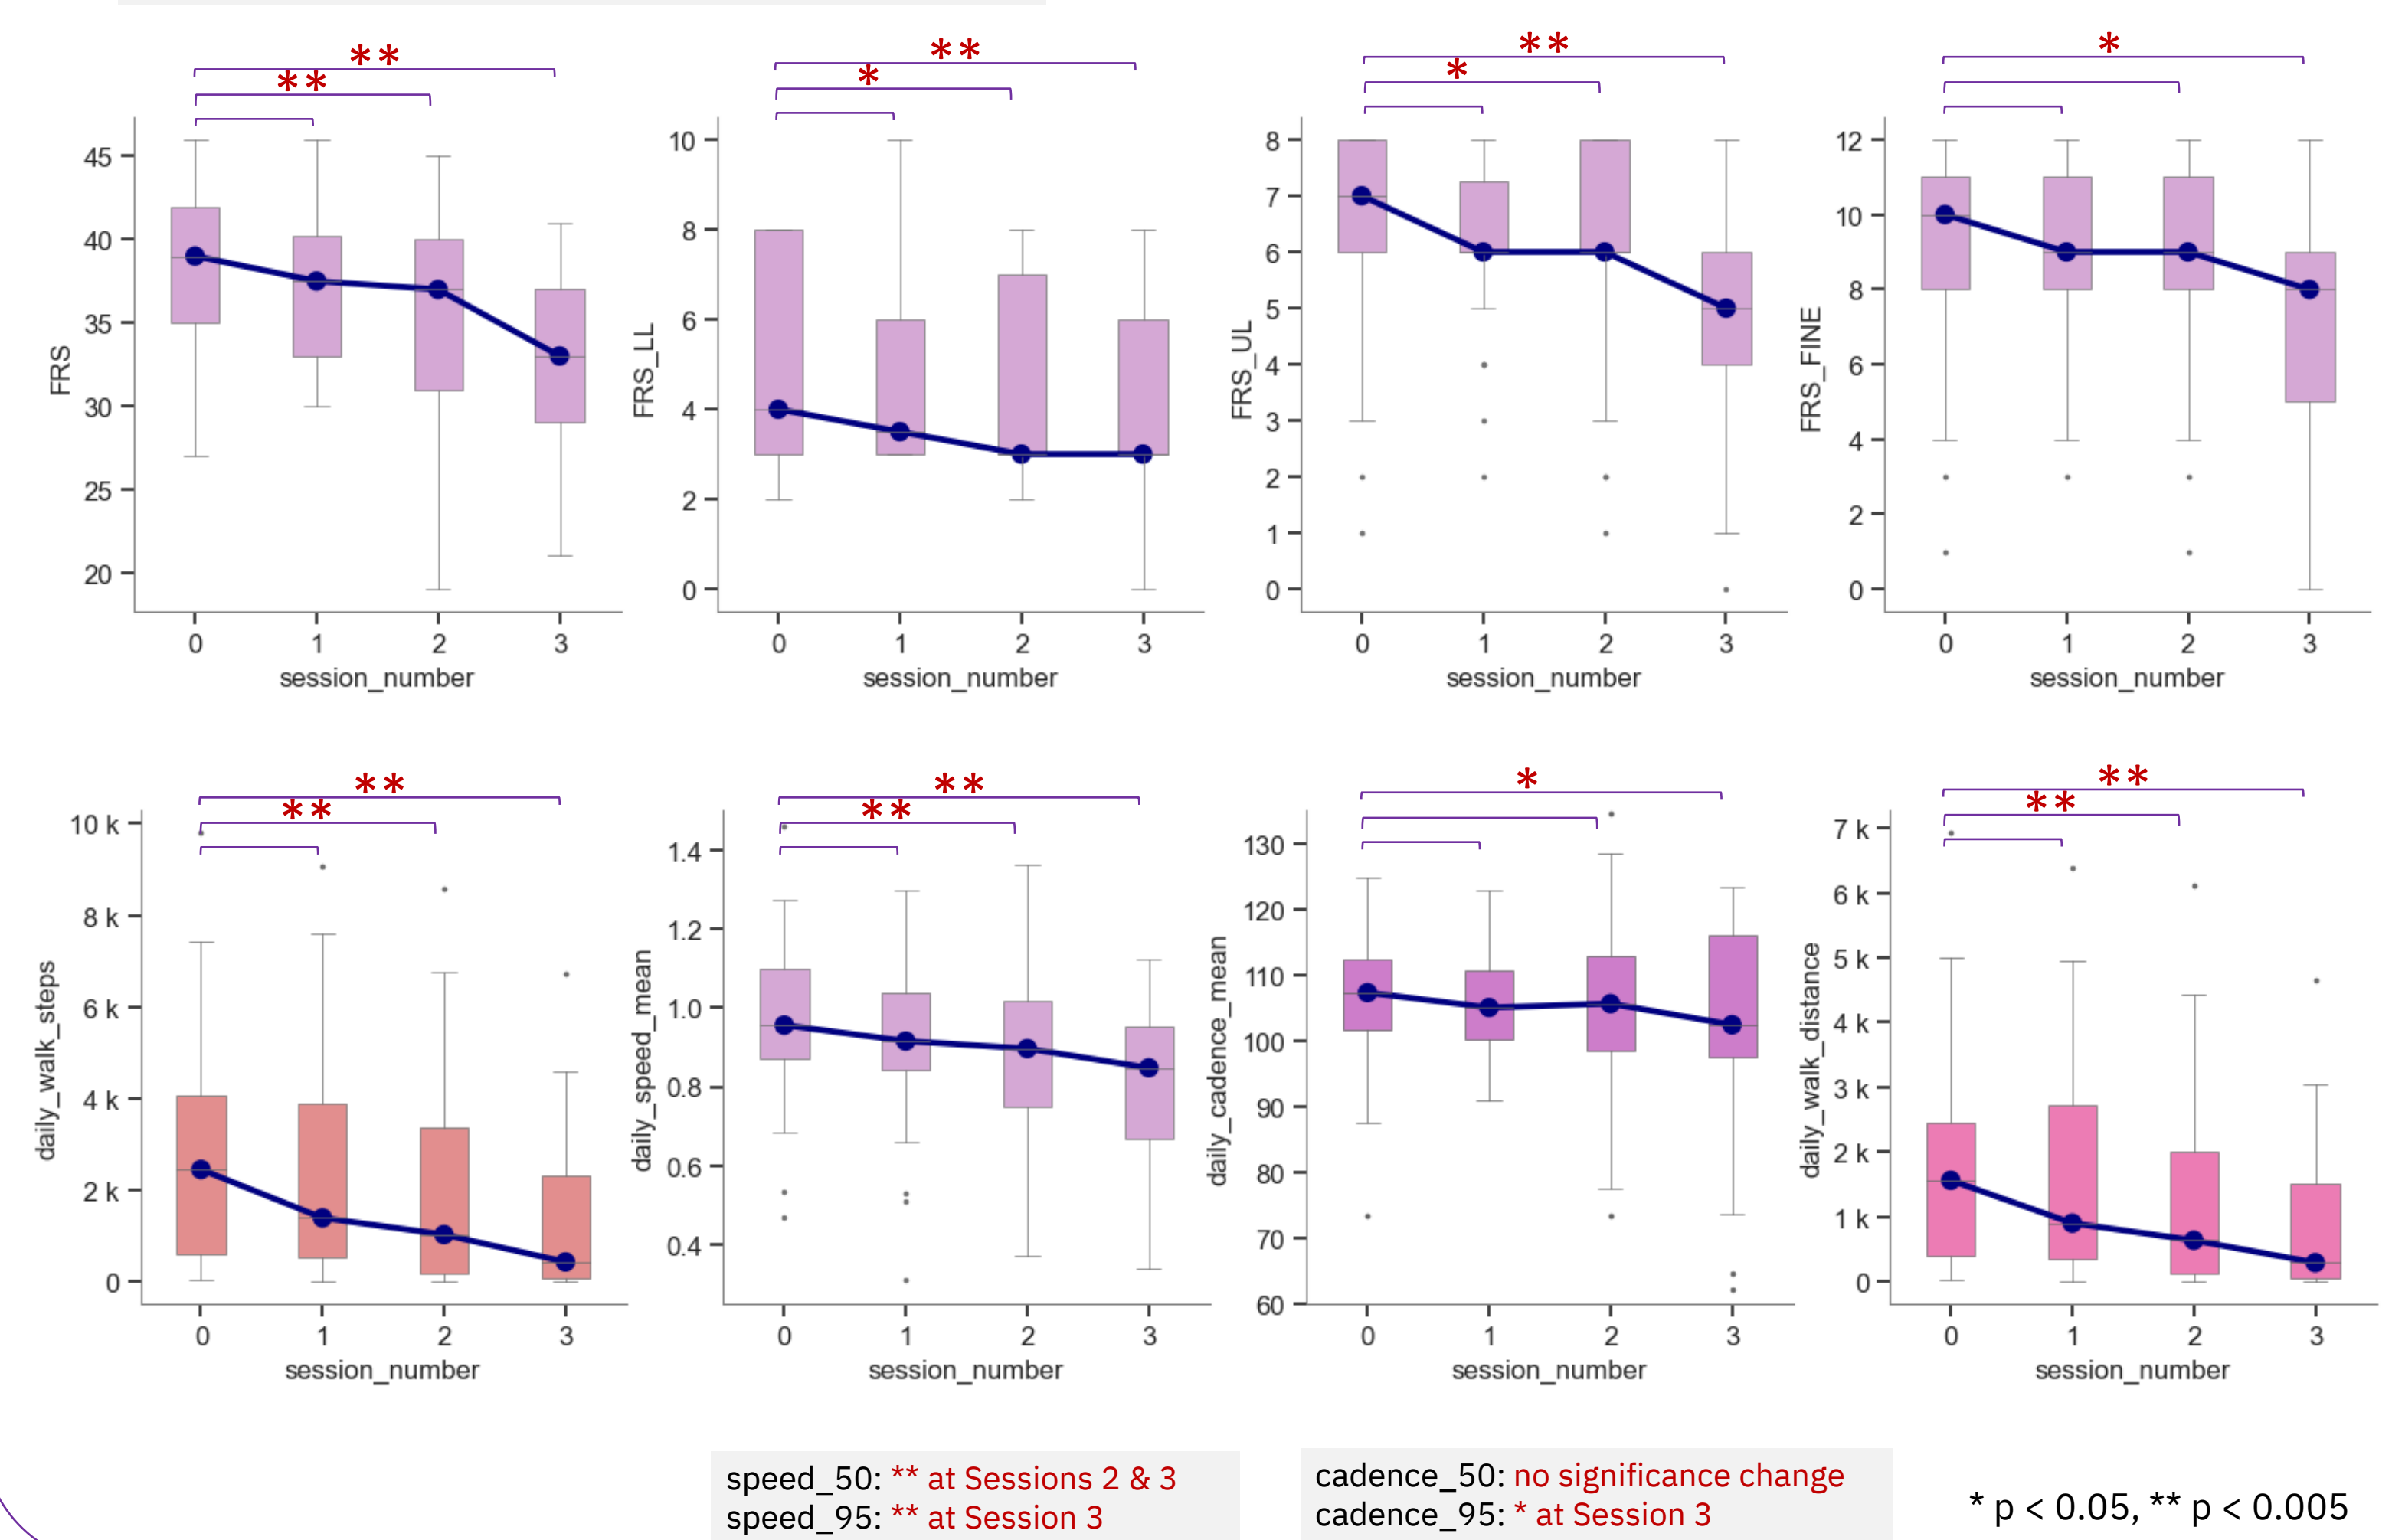 **
**
FRS
45
40
35
30
25
20
0 1 2 3
session_number
**
*
FRS_LL
10
8
6
4
2
0
0 1 2 3
session_number
**
*
FRS_UL
8
7
6
5
4
3
2
1
0
0 1 2 3
session_number
*
FRS_FINE
12
10
8
6
4
2
0
0 1 2 3
session_number
**
**
daily_walk_steps
10 k
8 k
6 k
4 k
2 k
0
0 1 2 3
session_number
**
**
daily_speed_mean
1.4
1.2
1.0
0.8
0.6
0.4
0 1 2 3
session_number
*
daily_cadence_mean
130
120
110
100
90
80
70
60
0 1 2 3
session_number
**
**
daily_walk_distance
7 k
6 k
5 k
4 k
3 k
2 k
1 k
0
0 1 2 3
session_number
speed_50: ** at Sessions 2 & 3
speed_95: ** at Session 3
cadence_50: no significance change
cadence_95: * at Session 3
* p < 0.05, ** p < 0.005